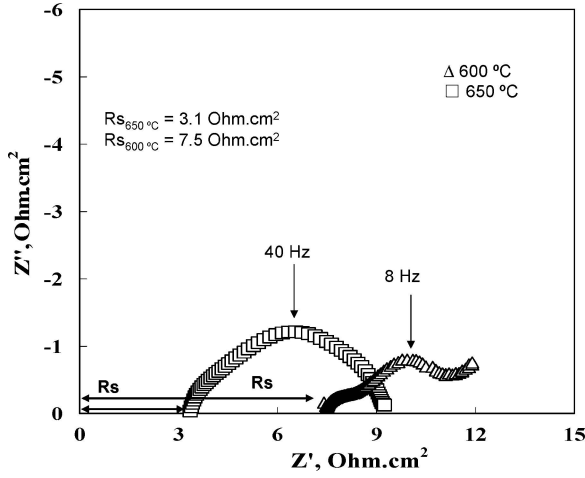 -6
-5
-4
-3
-2
-1
0
Z'', Ohm.cm²
Δ 600 ºC
□ 650 ºC
Rs650 ºC = 3.1 Ohm.cm²
Rs600 ºC = 7.5 Ohm.cm²
40 Hz
8 Hz
Rs
Rs
0 3 6 9 12 15
Z', Ohm.cm²